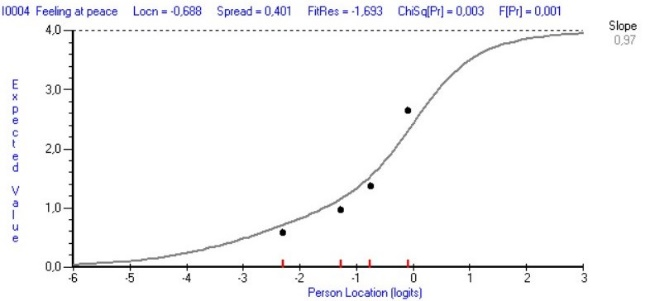 I0004 Feeling at peace Locn = -0,688 Spread = 0,401 FitRes = -1,693 ChiSq[Pr] = 0,003 F[Pr] = 0,001
Slope
0,97
4,0
3,0
2,0
1,0
0,0
Expected Value
-6 -5 -4 -3 -2 -1 0 1 2 3
Person Location (logits)